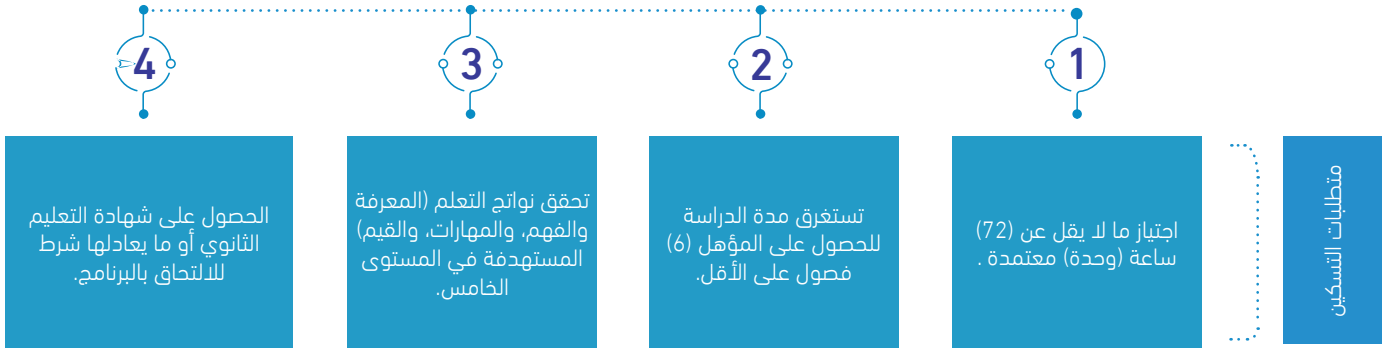 متطلبات التسكين
1
اجتياز ما لا يقل عن (72)
ساعة (وحدة) معتمدة .
2
تستغرق مدة الدراسة
للحصول على المؤهل (6)
فصول على الأقل.
3
تحقق نواتج التعلم (المعرفة
والفهم، والمهارات، والقيم)
المستهدفة في المستوى
الخامس.
4
الحصول على شهادة التعليم
الثانوي أو ما يعادلها شرط
للالتحاق بالبرنامج.